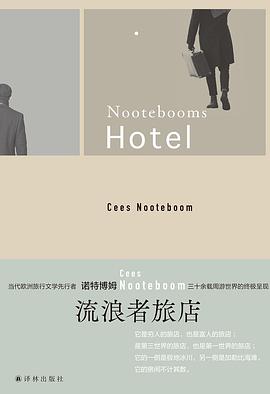 Nootebooms
Hotel
Cees Nooteboom
当代欧洲旅行文学先行者 诺特博姆 Cees Nooteboom 三十余载周游世界的终极呈现
流浪者旅店
它是穷人的旅店，也是富人的旅店；
是第三世界的旅店，也是第一世界的旅店；
它的一侧是极地冰川，另一侧是加勒比海滩，
它的房间不计其数。
译林出版社